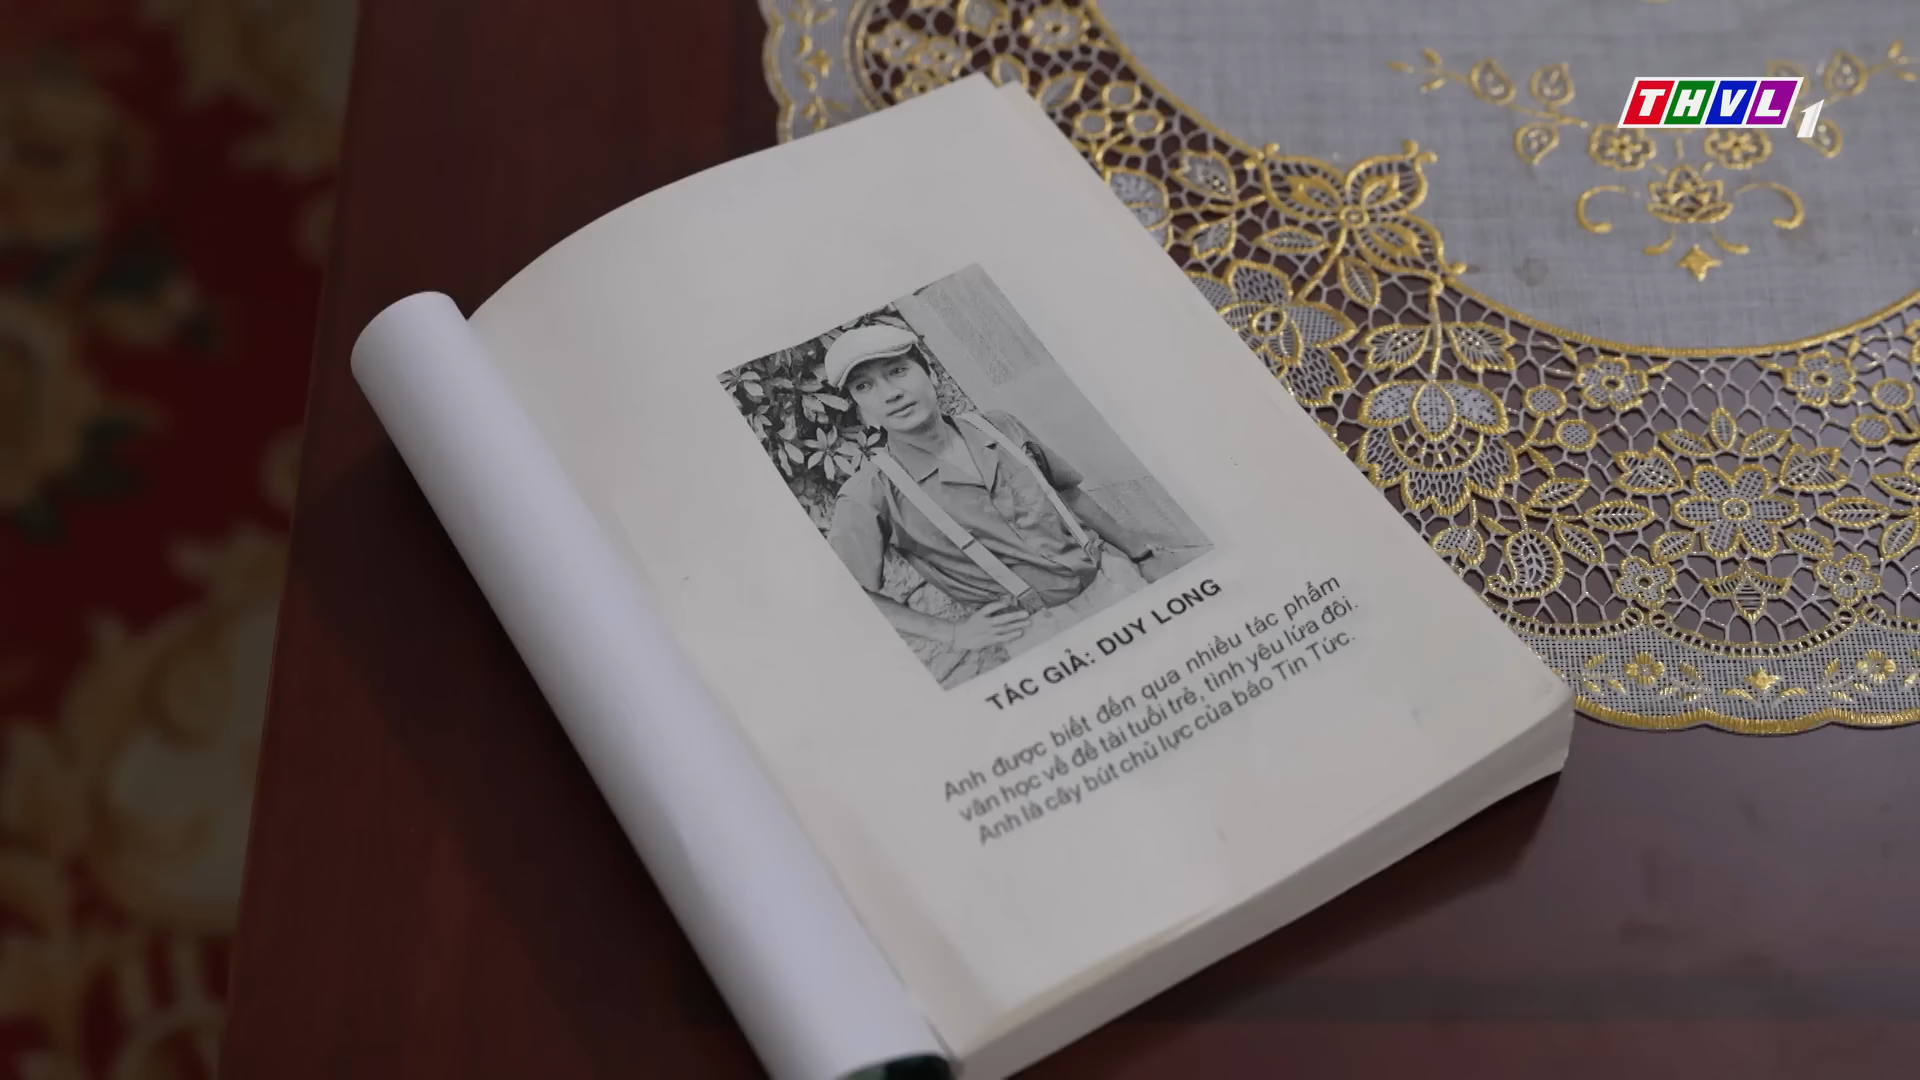 THVL1
TÁC GIẢ: DUY LONG
Anh được biết đến qua nhiều tác phẩm
văn học về đề tài tuổi trẻ, tình yêu lứa đôi.
Anh là cây bút chủ lực của báo Tin Tức.